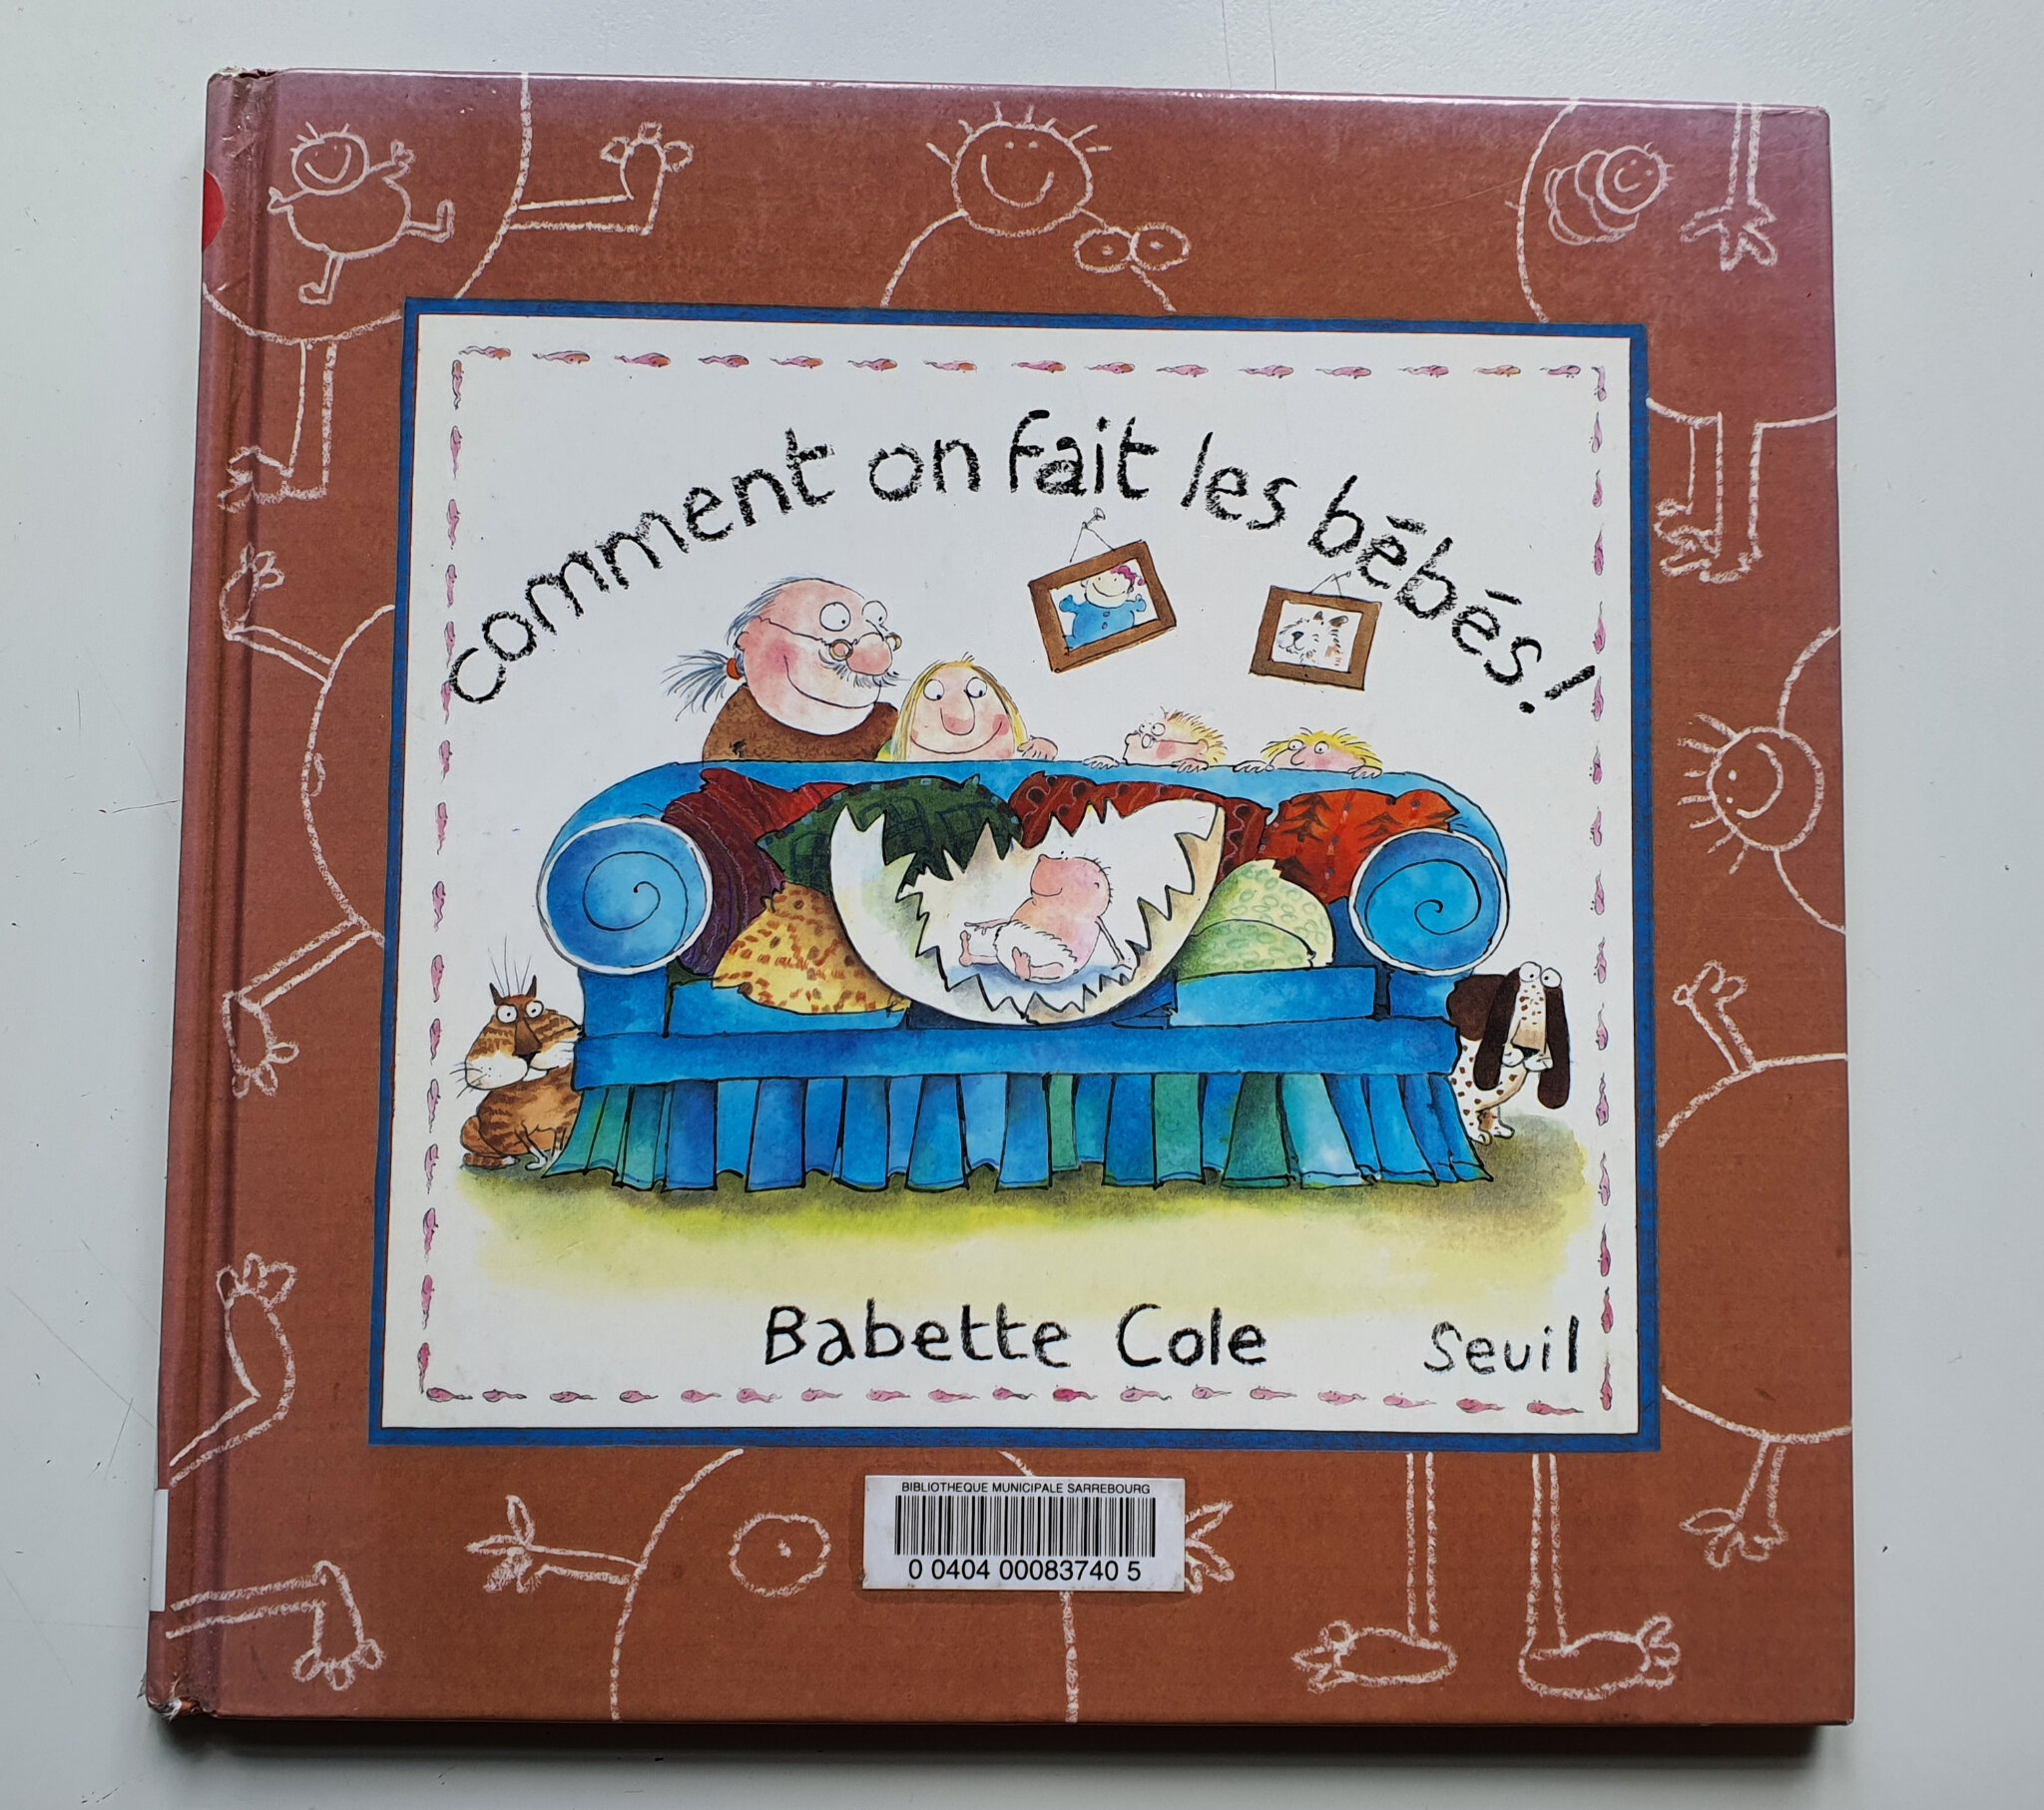 comment on fait les bébés!
Babette Cole
Seuil
BIBLIOTHEQUE MUNICIPALE SARREBOURG
0 0404 00083740 5